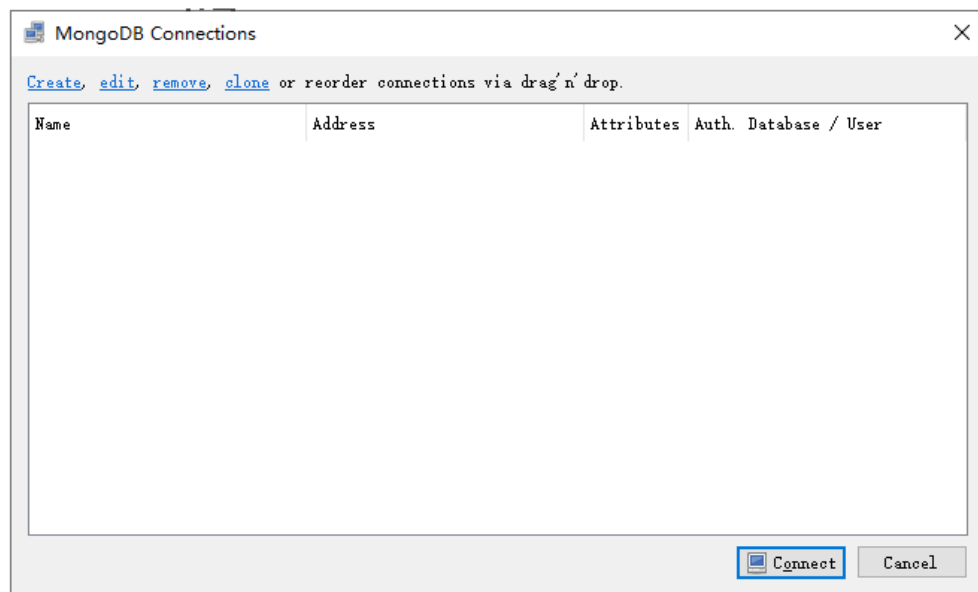 MongoDB Connections
Create, edit, remove, clone or reorder connections via drag'n'drop.
Name Address Attributes Auth. Database / User
Connect Cancel